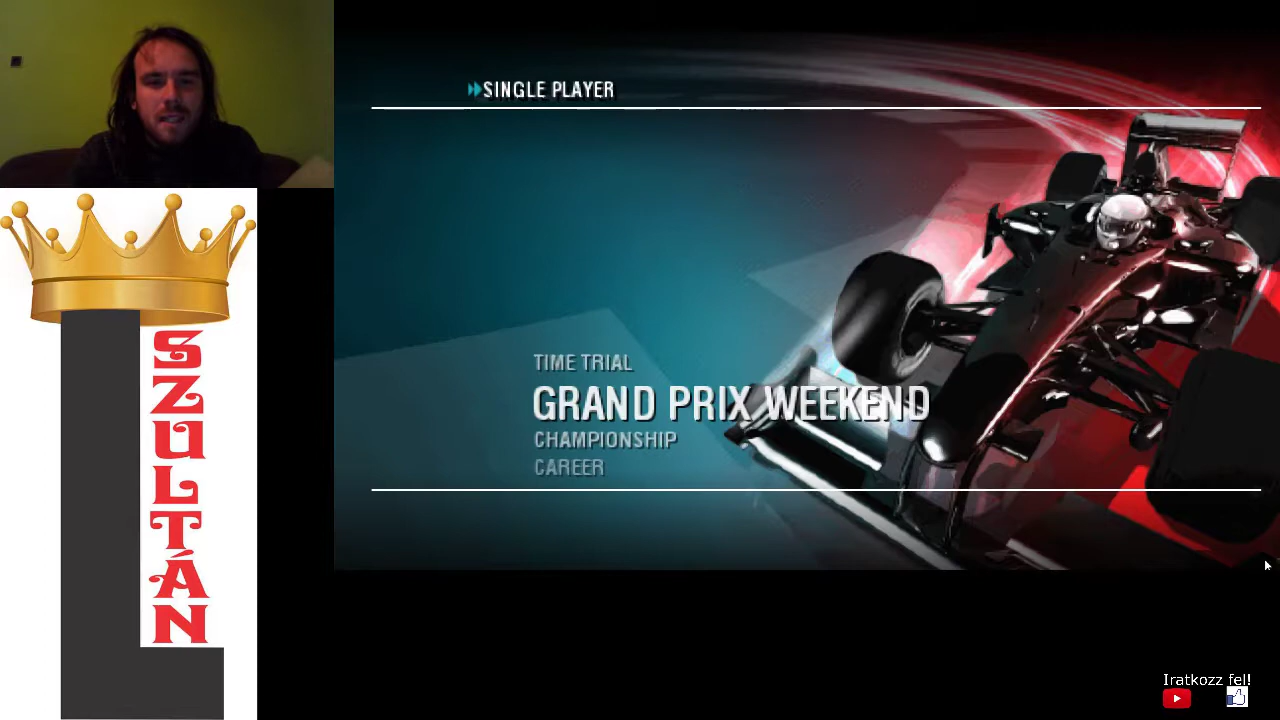 SINGLE PLAYER
TIME TRIAL
GRAND PRIX WEEKEND
CHAMPIONSHIP
CAREER
L
SZULTÁN
Iratkozz fel!